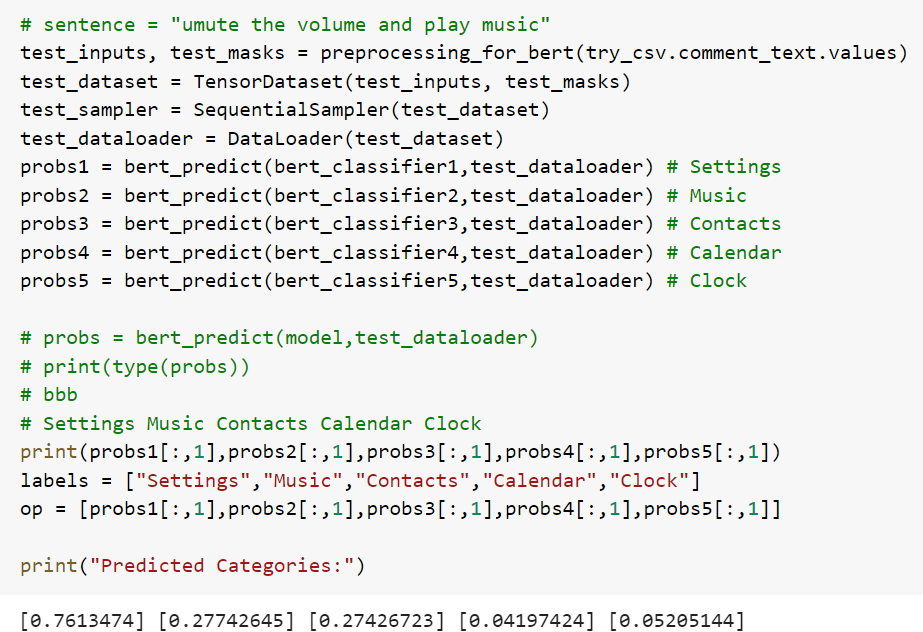 # sentence = "umute the volume and play music"
test_inputs, test_masks = preprocessing_for_bert(try_csv.comment_text.values)
test_dataset = TensorDataset(test_inputs, test_masks)
test_sampler = SequentialSampler(test_dataset)
test_dataloader = DataLoader(test_dataset)
probs1 = bert_predict(bert_classifier1,test_dataloader) # Settings
probs2 = bert_predict(bert_classifier2,test_dataloader) # Music
probs3 = bert_predict(bert_classifier3,test_dataloader) # Contacts
probs4 = bert_predict(bert_classifier4,test_dataloader) # Calendar
probs5 = bert_predict(bert_classifier5,test_dataloader) # Clock
# probs = bert_predict(model,test_dataloader)
# print(type(probs))
# bbb
# Settings Music Contacts Calendar Clock
print(probs1[:,1],probs2[:,1],probs3[:,1],probs4[:,1],probs5[:,1])
labels = ["Settings","Music","Contacts","Calendar","Clock"]
op = [probs1[:,1],probs2[:,1],probs3[:,1],probs4[:,1],probs5[:,1]]
print("Predicted Categories:")
[0.7613474] [0.27742645] [0.27426723] [0.04197424] [0.05205144]